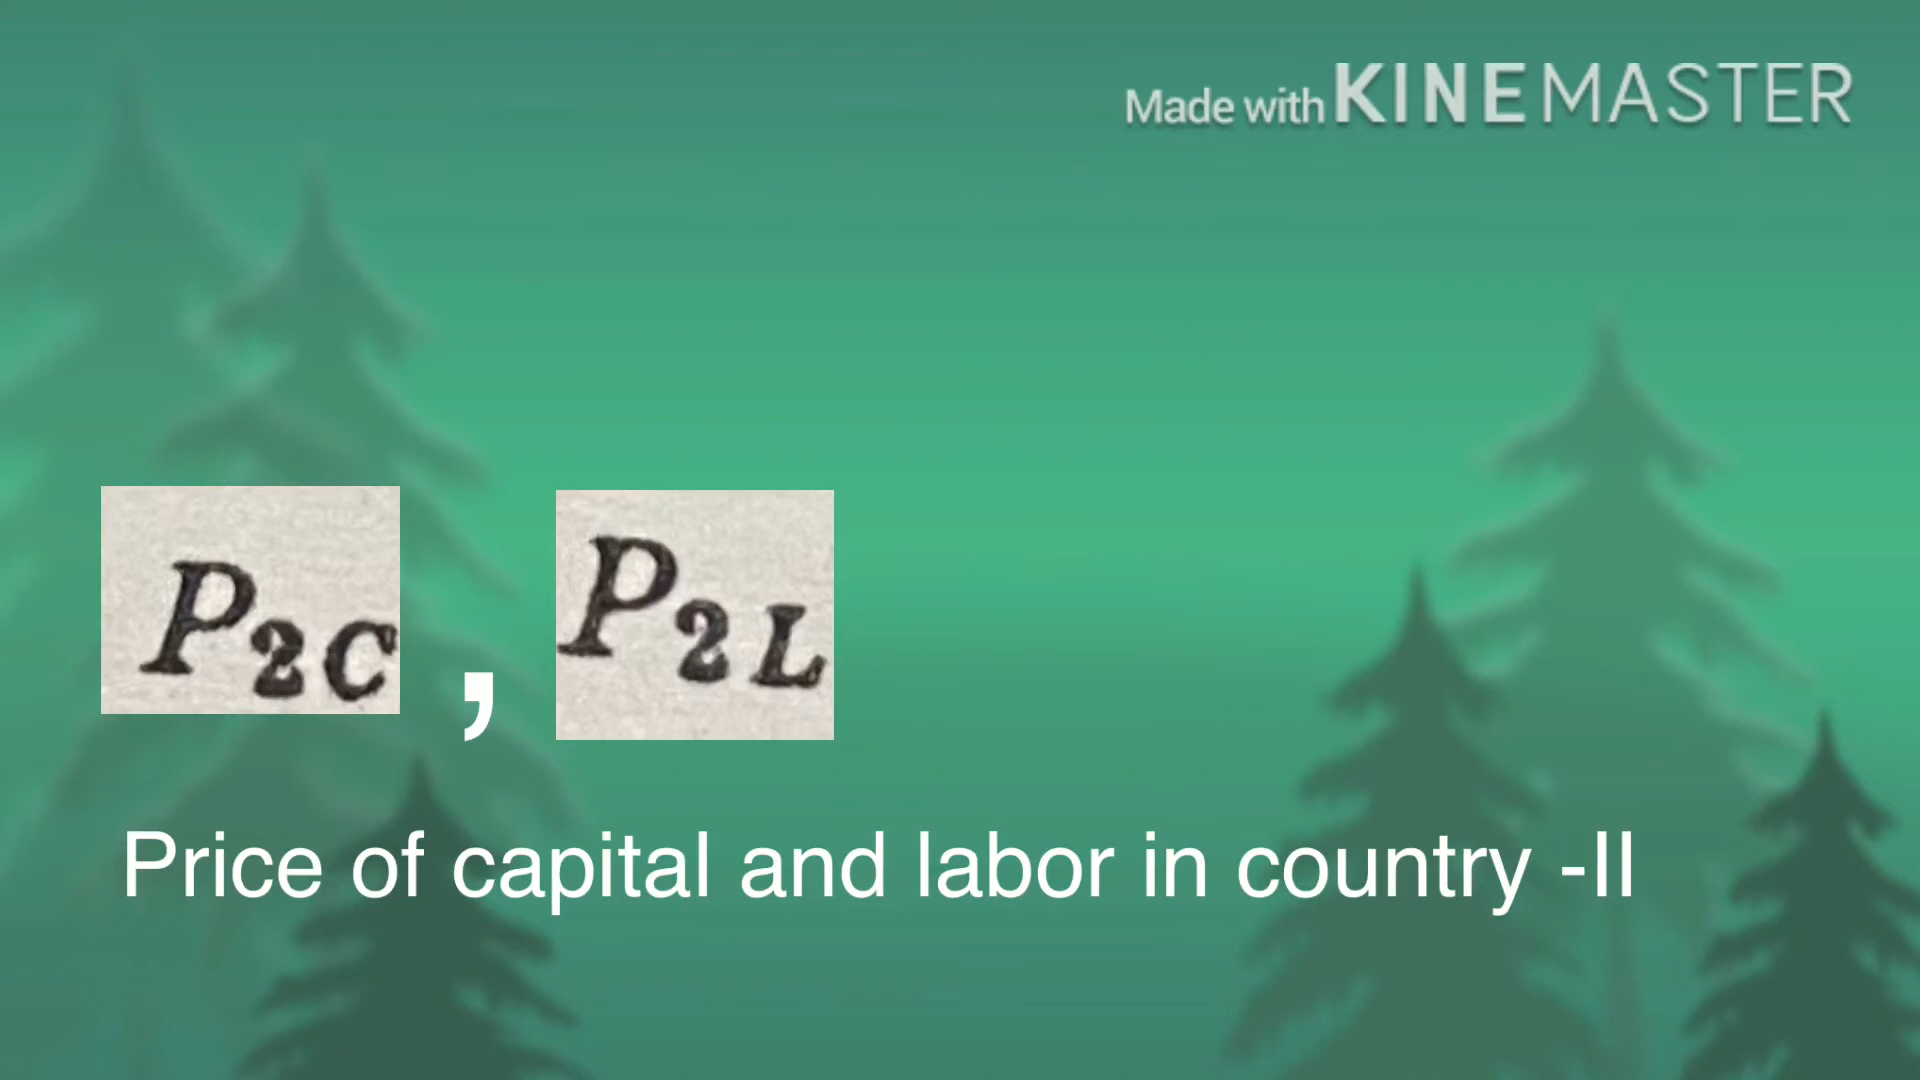 Made with KINEMASTER
P2C , P2L
Price of capital and labor in country -II